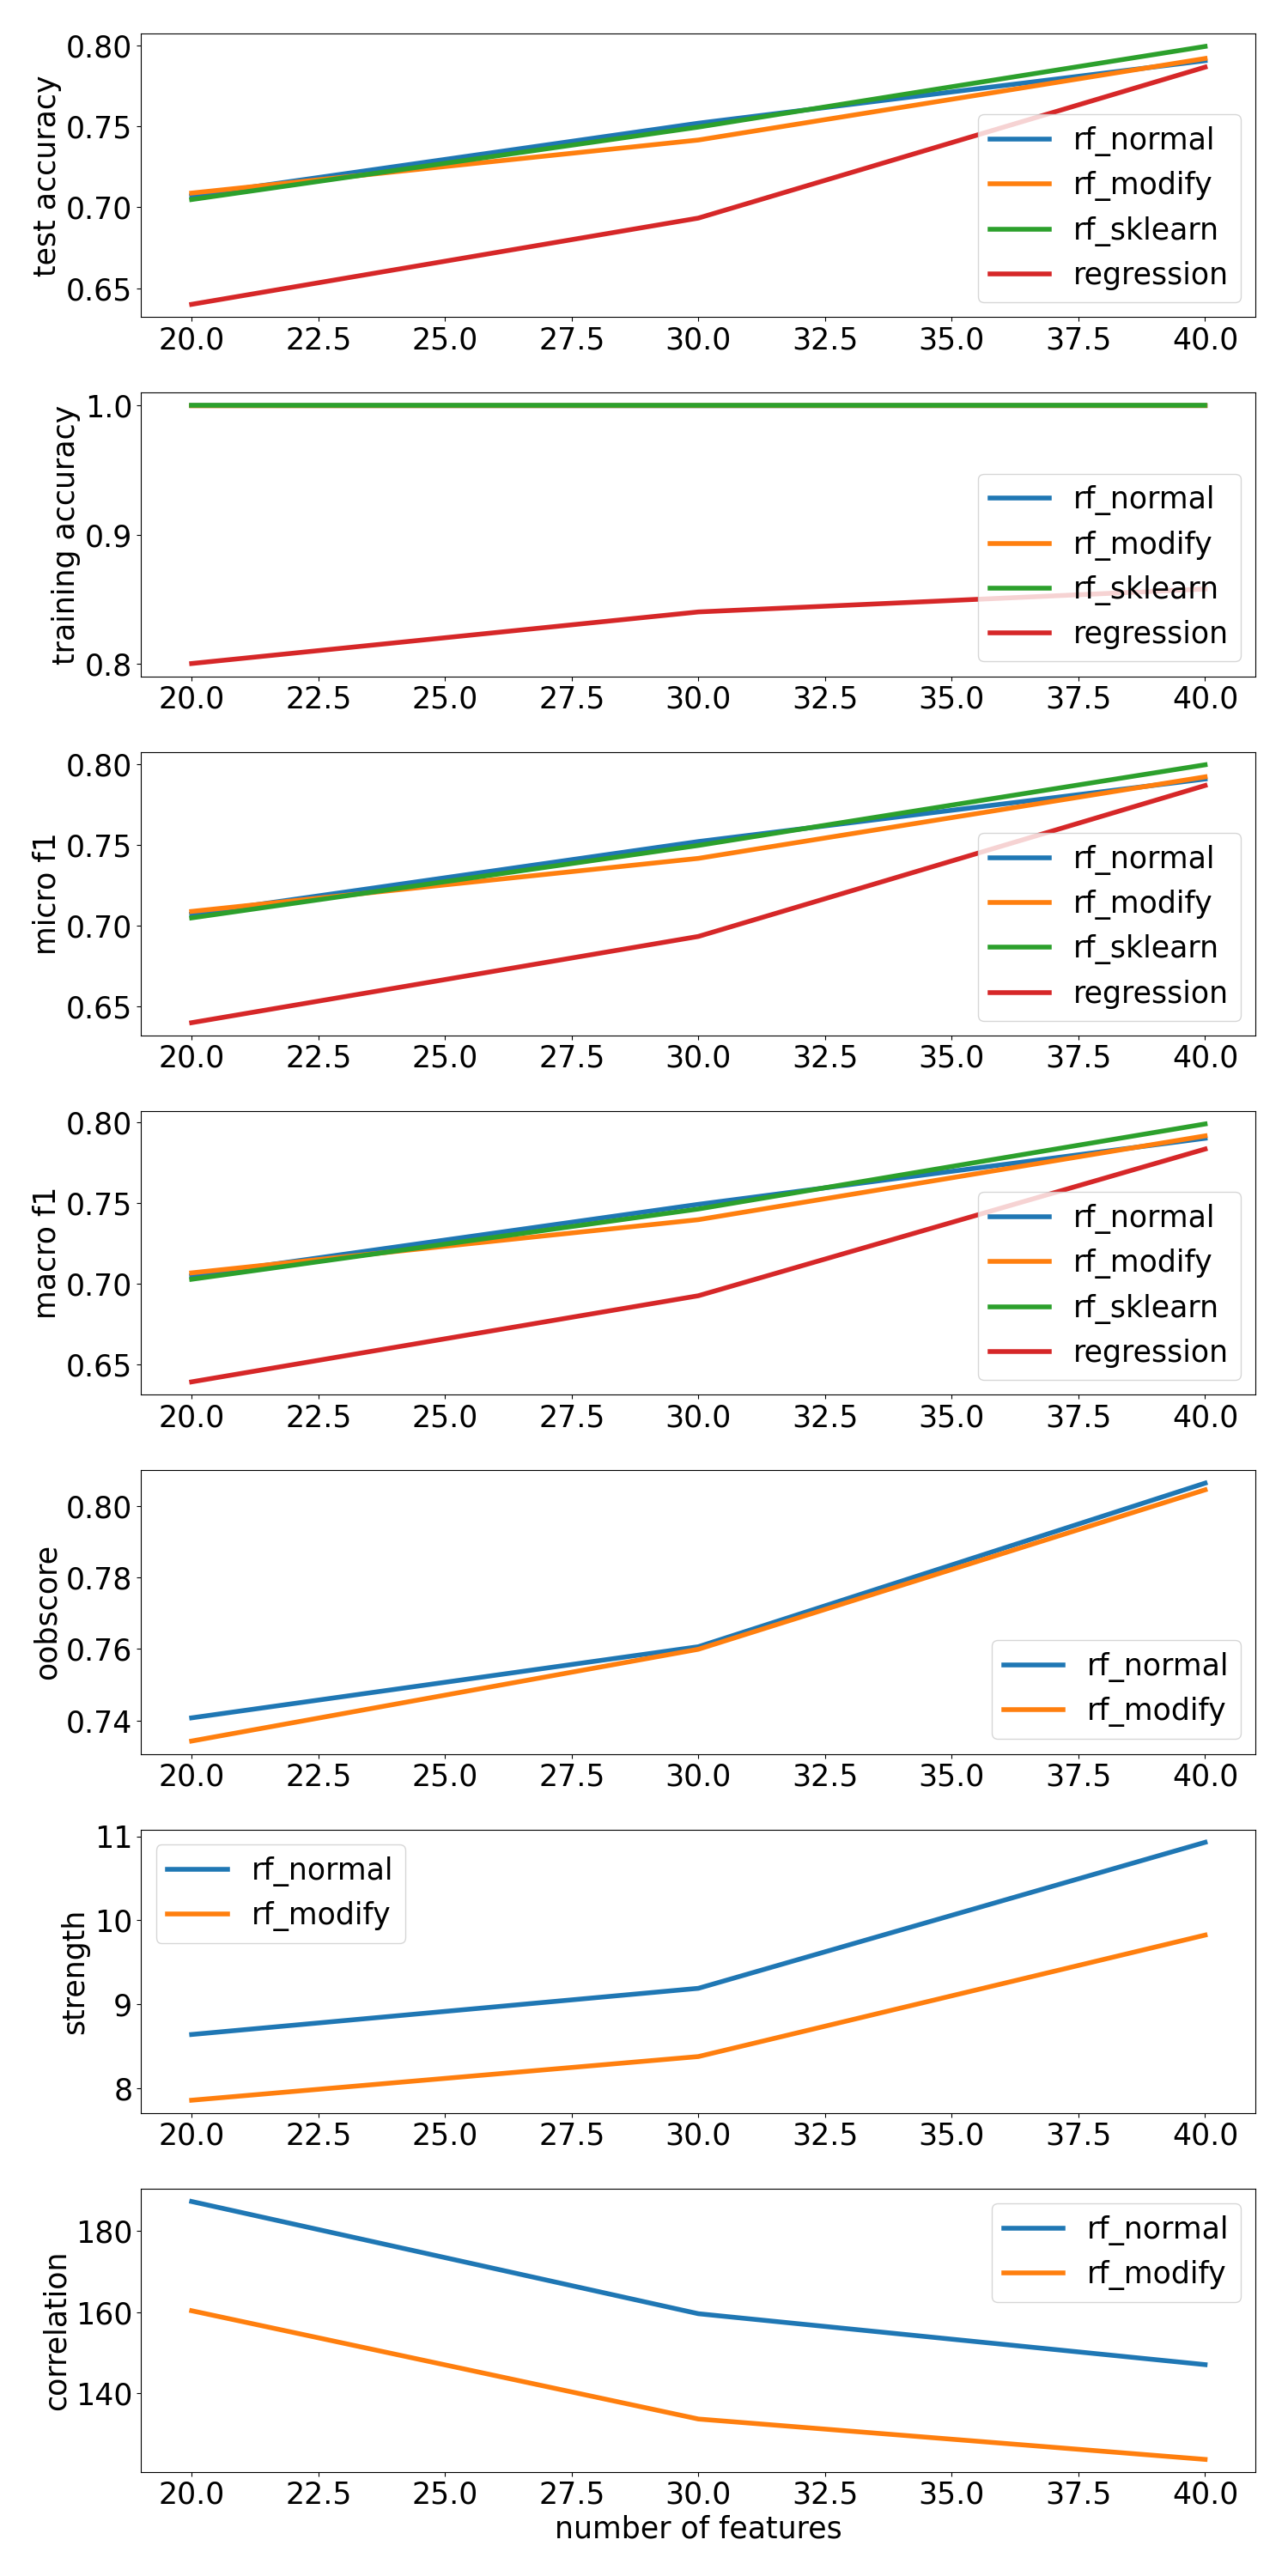 test accuracy
0.80
0.75
0.70
0.65
rf_normal
rf_modify
rf_sklearn
regression
20.0 22.5 25.0 27.5 30.0 32.5 35.0 37.5 40.0
training accuracy
1.0
0.9
0.8
rf_normal
rf_modify
rf_sklearn
regression
20.0 22.5 25.0 27.5 30.0 32.5 35.0 37.5 40.0
micro f1
0.80
0.75
0.70
0.65
rf_normal
rf_modify
rf_sklearn
regression
20.0 22.5 25.0 27.5 30.0 32.5 35.0 37.5 40.0
macro f1
0.80
0.75
0.70
0.65
rf_normal
rf_modify
rf_sklearn
regression
20.0 22.5 25.0 27.5 30.0 32.5 35.0 37.5 40.0
oobscore
0.80
0.78
0.76
0.74
rf_normal
rf_modify
20.0 22.5 25.0 27.5 30.0 32.5 35.0 37.5 40.0
strength
11
10
9
8
rf_normal
rf_modify
20.0 22.5 25.0 27.5 30.0 32.5 35.0 37.5 40.0
correlation
180
160
140
rf_normal
rf_modify
20.0 22.5 25.0 27.5 30.0 32.5 35.0 37.5 40.0
number of features